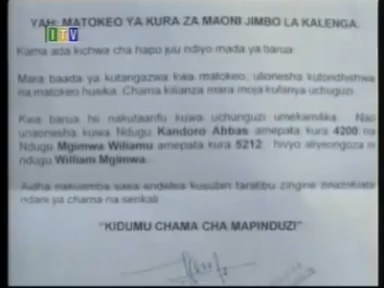 ITV
YAH: MATOKEO YA KURA ZA MAONI JIMBO LA KALENGA.
Kama ada kichwa cha hapo juu ndiyo mada ya barua.
Mara baada ya kutangazwa kwa matokeo, ulionesha kutoridhishwa
na matokeo husika. Chama kilianza mara moja kufanya uchuguzi.
Kwa barua hii nakutaarifu kuwa uchunguzi umekamilika. Nao
unaonesha kuwa Ndugu Kandoro Abbas amepata kura 4200 na
Ndugu Mgimwa Wiliamu amepata kura 5212, hivyo aliyeongoza ni
ndugu William Mgimwa.
Aidha nakuomba sasa endelea kusubiri taratibu zingine
ndani ya chama na serikali
"KIDUMU CHAMA CHA MAPINDUZI"